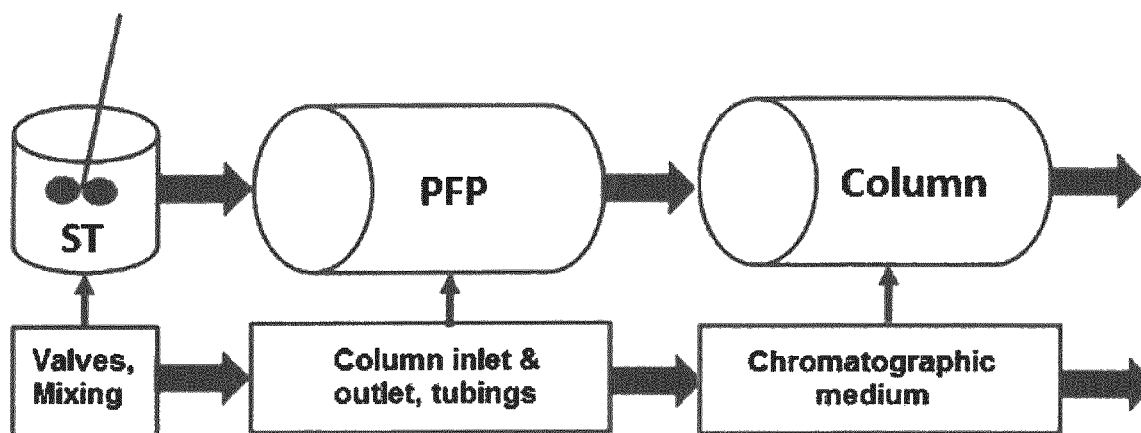 ST
PFP
Column
Valves,
Mixing
Column inlet &
outlet, tubings
Chromatographic
medium